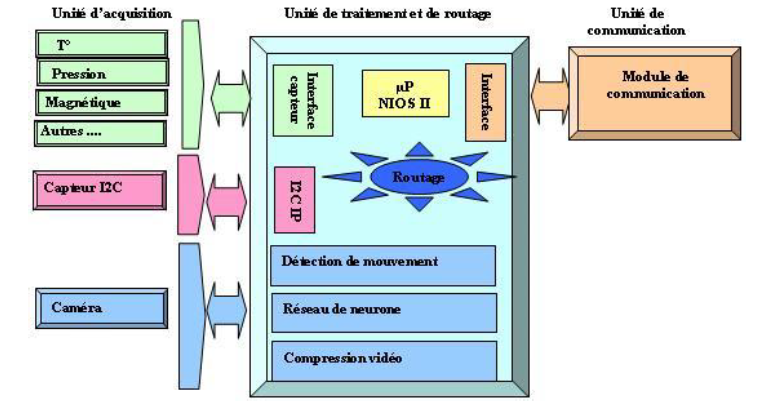 Unité d'acquisition
Unité de traitement et de routage
Unité de
communication
T°
Pression
Magnétique
Autres ....
Capteur I2C
Caméra
Interface
capteur
µP
NIOS II
Interface
Module de
communication
Routage
I2C IP
Détection de mouvement
Réseau de neurone
Compression vidéo